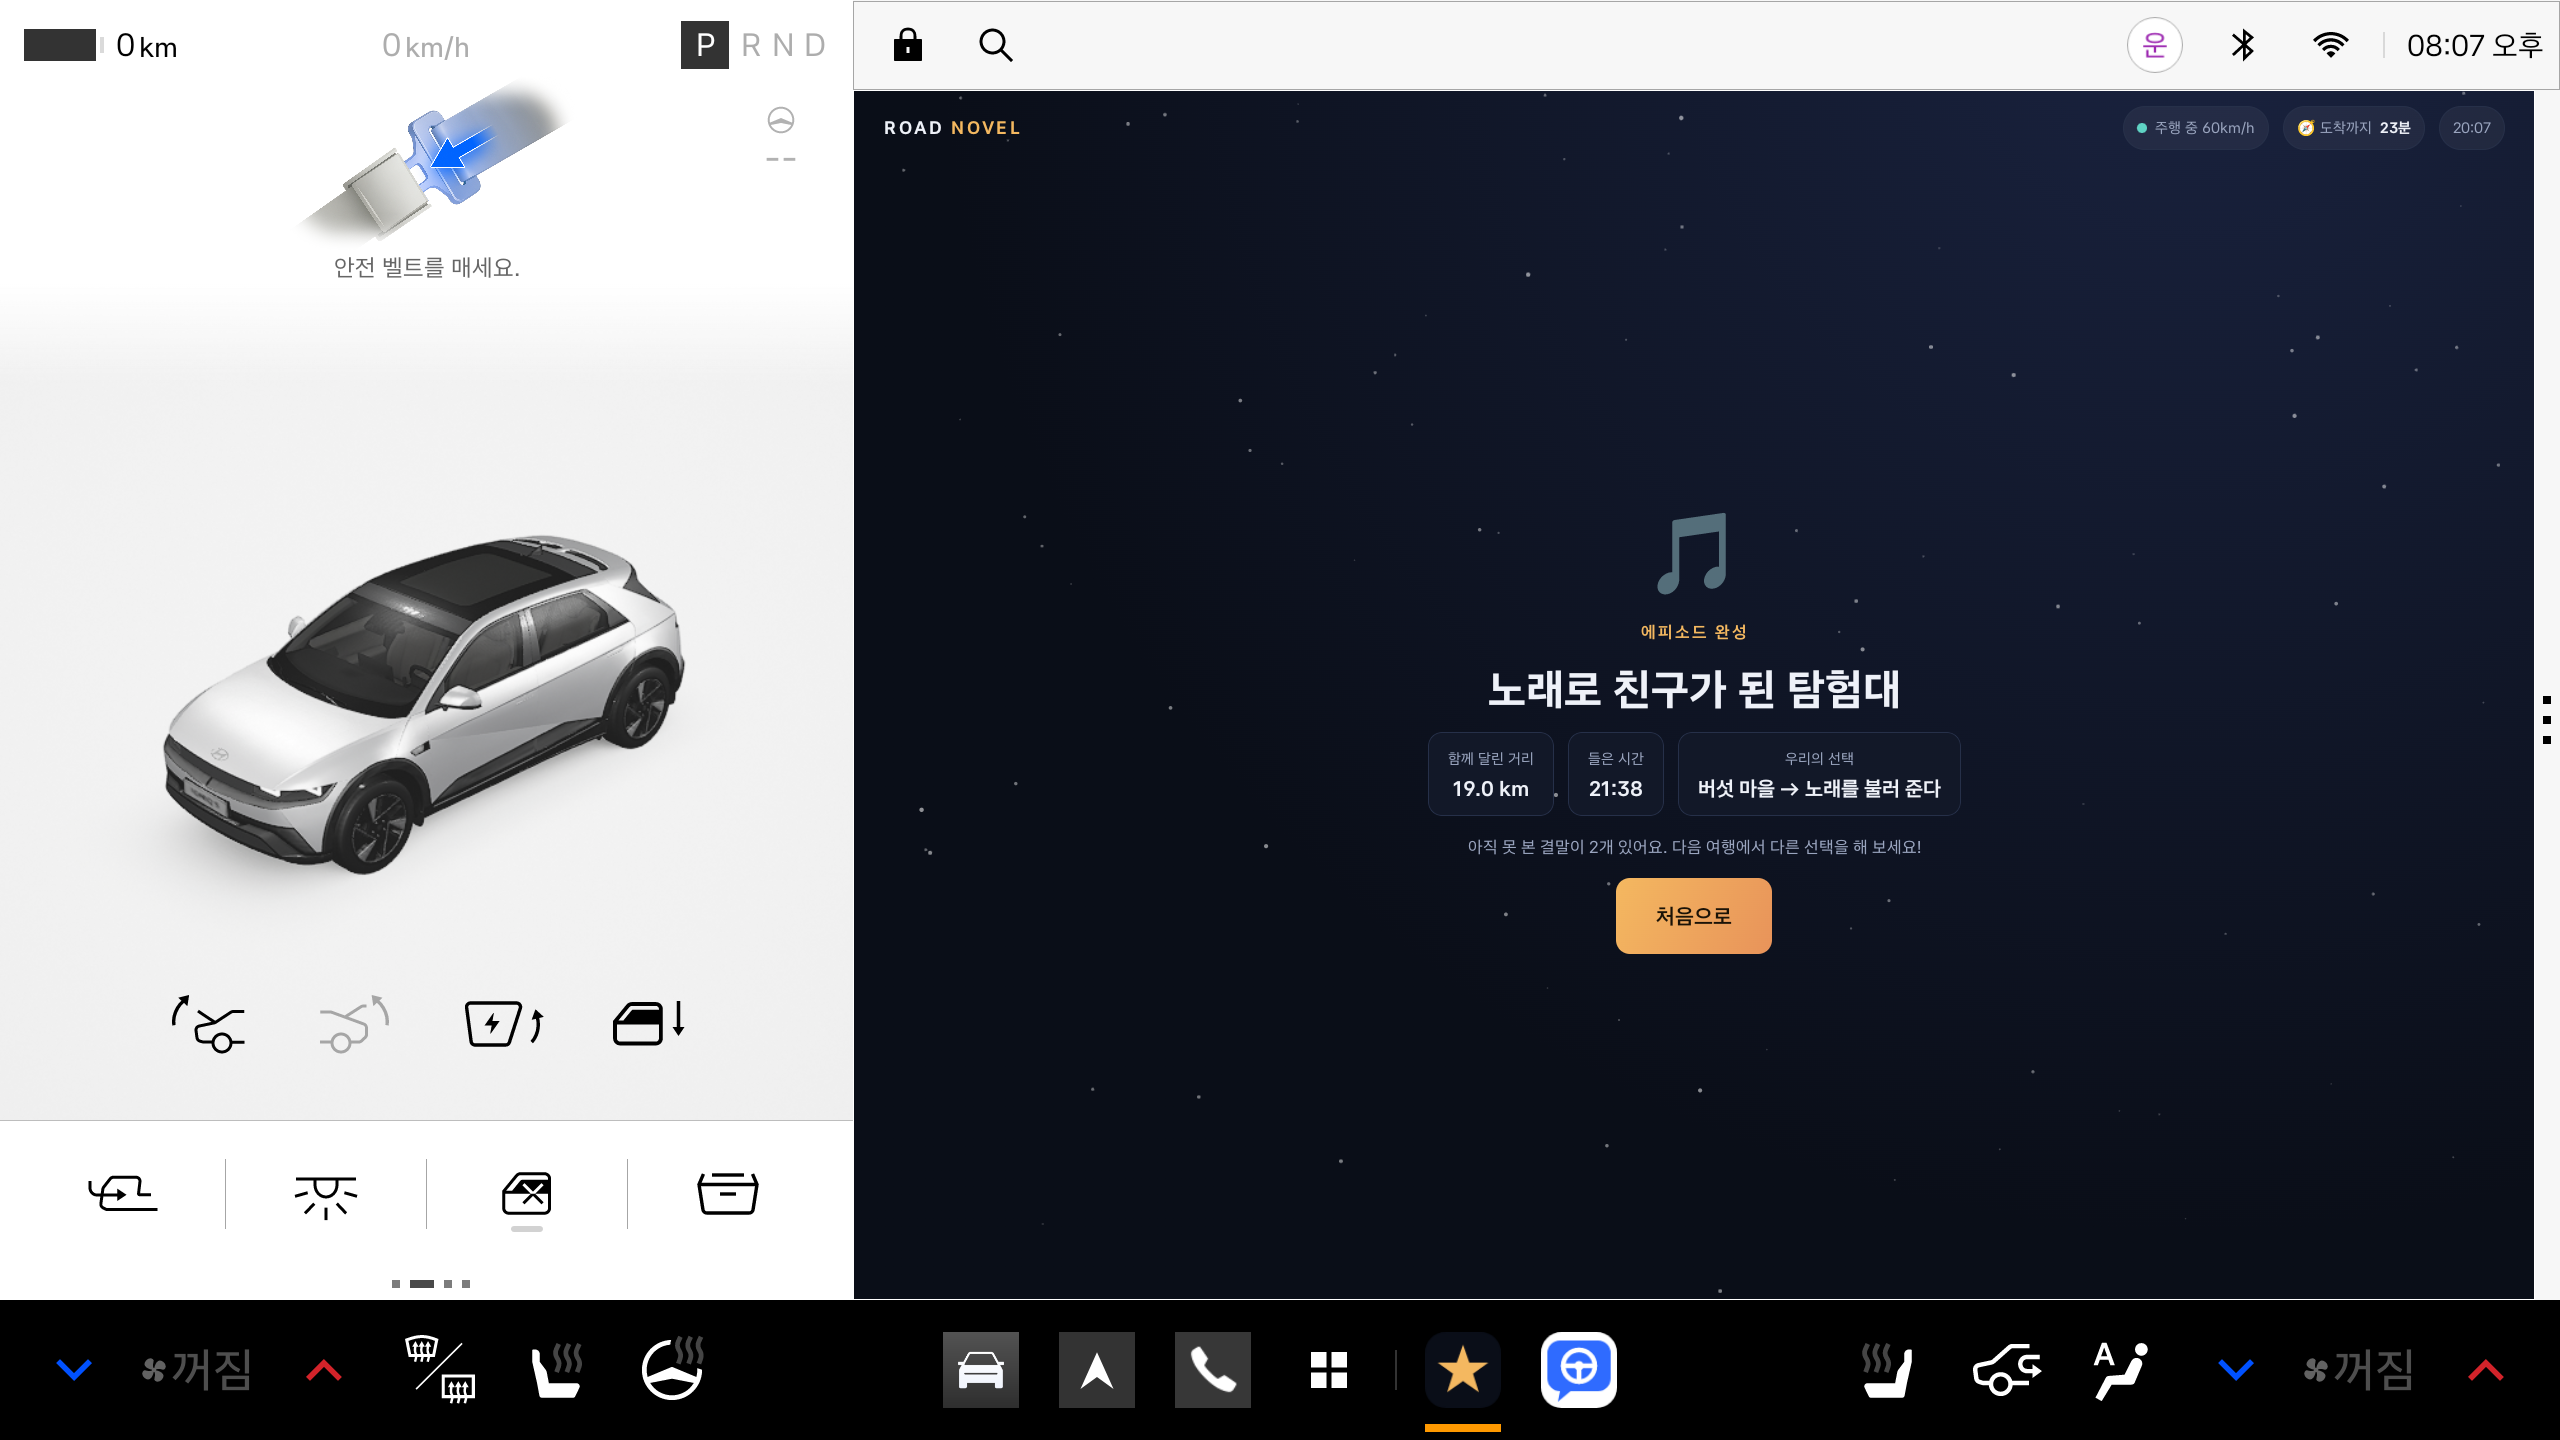 0 km
0 km/h
P R N D
안전 벨트를 매세요.
운
08:07 오후
ROAD NOVEL
주행 중 60km/h
도착까지 23분
20:07
에피소드 완성
노래로 친구가 된 탐험대
함께 달린 거리
19.0 km
들은 시간
21:38
우리의 선택
버섯 마을 → 노래를 불러 준다
아직 못 본 결말이 2개 있어요. 다음 여행에서 다른 선택을 해 보세요!
처음으로
꺼짐
A
꺼짐